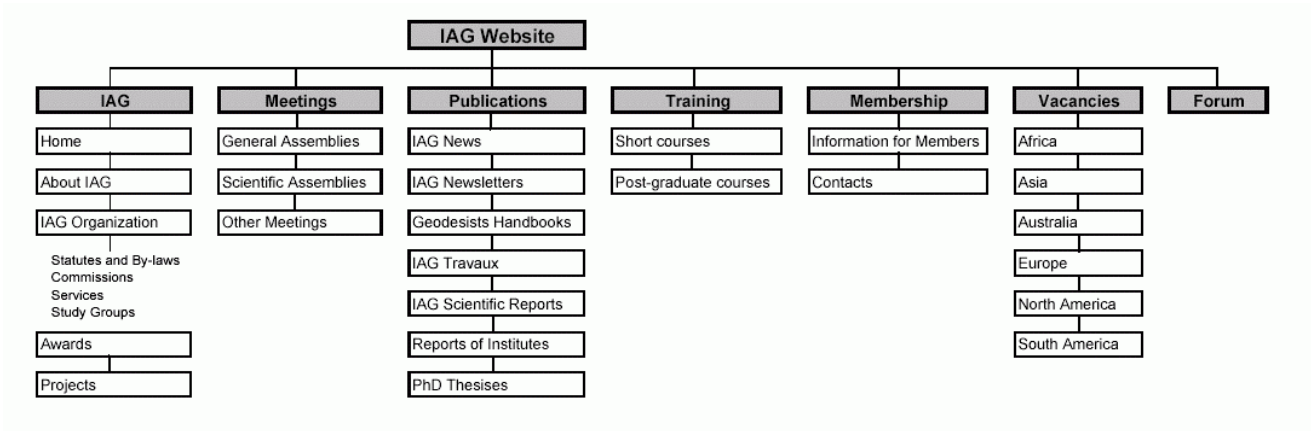 IAG Website
IAG
Home
About IAG
IAG Organization
Statutes and By-laws
Commissions
Services
Study Groups
Awards
Projects
Meetings
General Assemblies
Scientific Assemblies
Other Meetings
Publications
IAG News
IAG Newsletters
Geodesists Handbooks
IAG Travaux
IAG Scientific Reports
Reports of Institutes
PhD Thesises
Training
Short courses
Post-graduate courses
Membership
Information for Members
Contacts
Vacancies
Africa
Asia
Australia
Europe
North America
South America
Forum